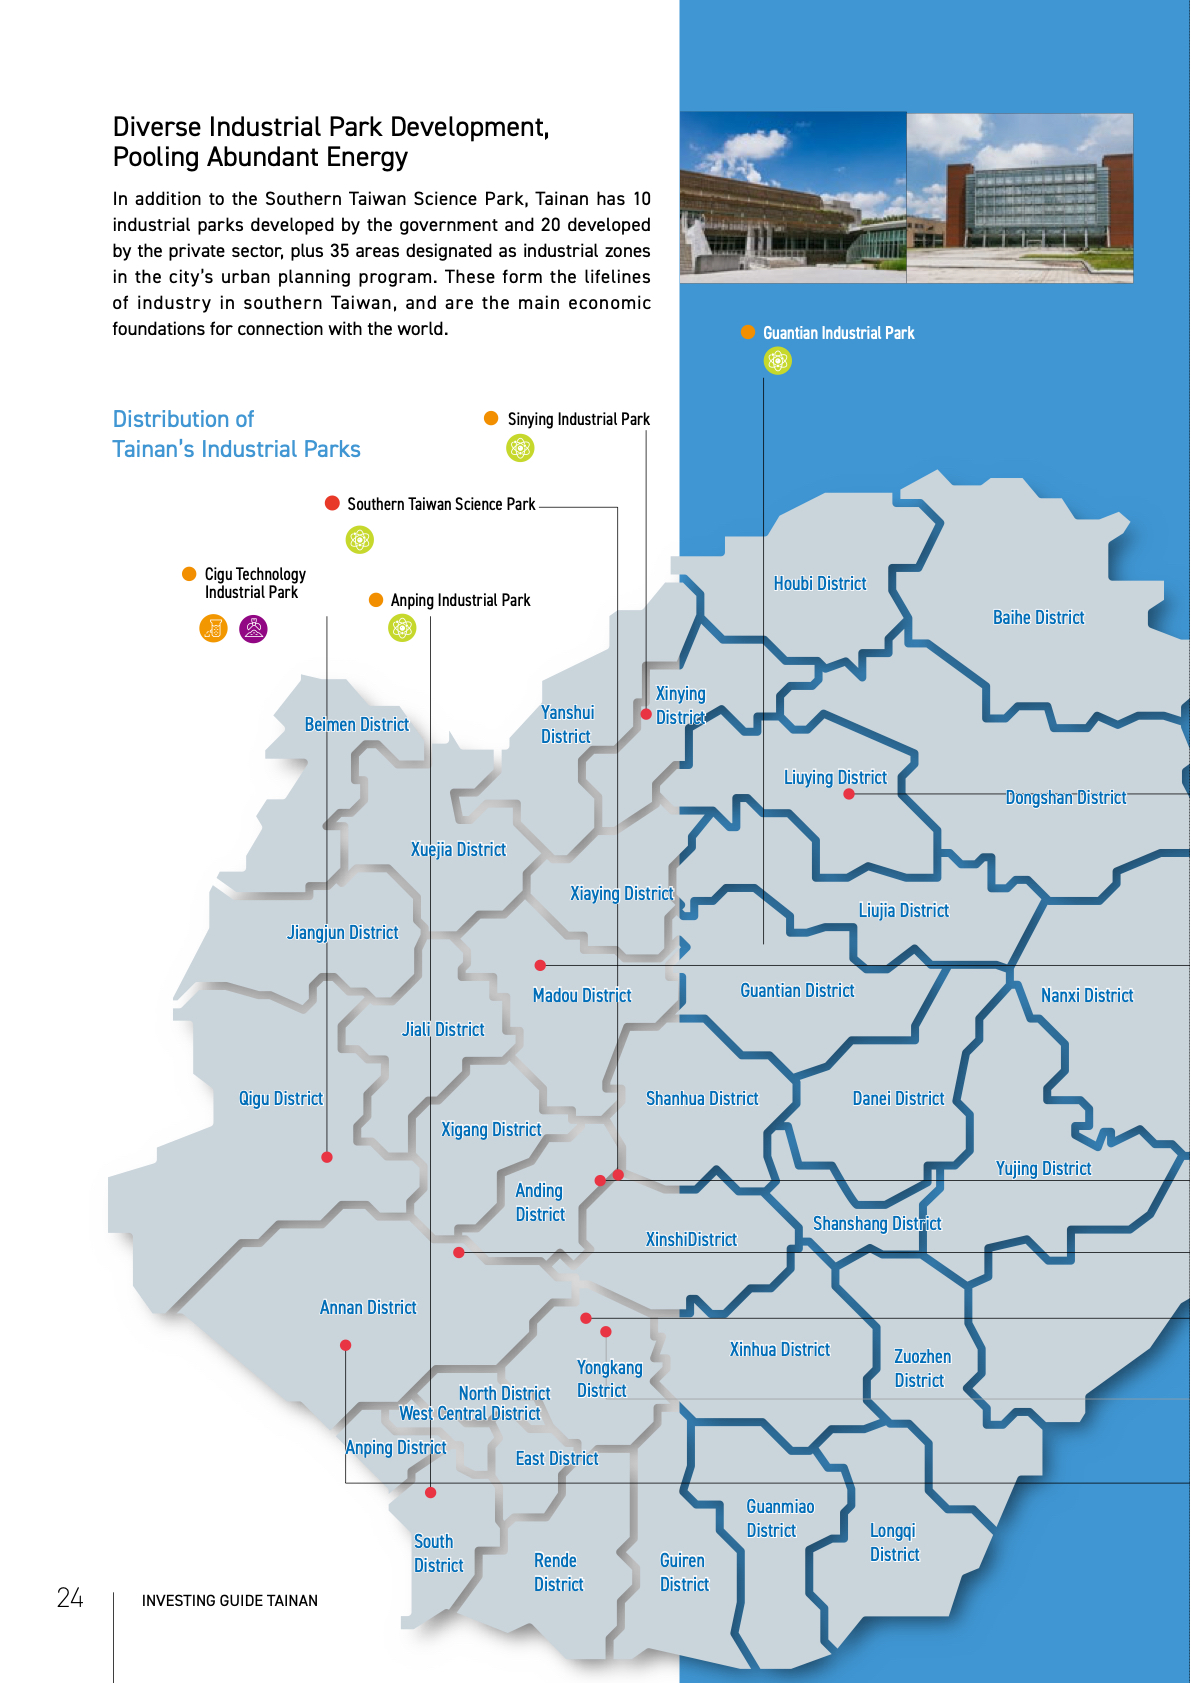 Diverse Industrial Park Development,
Pooling Abundant Energy
In addition to the Southern Taiwan Science Park, Tainan has 10
industrial parks developed by the government and 20 developed
by the private sector, plus 35 areas designated as industrial zones
in the city's urban planning program. These form the lifelines
of industry in southern Taiwan, and are the main economic
foundations for connection with the world.
Guantian Industrial Park
Distribution of
Tainan's Industrial Parks
Sinying Industrial Park
Southern Taiwan Science Park
Cigu Technology
Industrial Park
Anping Industrial Park
Houbi District
Baihe District
Xinying
District
Yanshui
District
Beimen District
Liuying District
Dongshan District
Xuejia District
Xiaying District
Liujia District
Jiangjun District
Madou District
Guantian District
Nanxi District
Jiali District
Qigu District
Shanhua District
Danei District
Xigang District
Yujing District
Anding
District
Shanshang District
XinshiDistrict
Annan District
Xinhua District
Zuozhen
District
Yongkang
District
North District
West Central District
Anping District
East District
Guanmiao
District
Longqi
District
South
District
Rende
District
Guiren
District
24
INVESTING GUIDE TAINAN